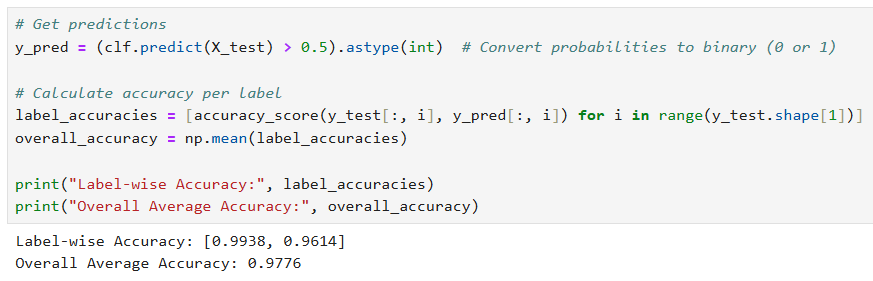 # Get predictions
y_pred = (clf.predict(X_test) > 0.5).astype(int)  # Convert probabilities to binary (0 or 1)
# Calculate accuracy per label
label_accuracies = [accuracy_score(y_test[:, i], y_pred[:, i]) for i in range(y_test.shape[1])]
overall_accuracy = np.mean(label_accuracies)
print("Label-wise Accuracy:", label_accuracies)
print("Overall Average Accuracy:", overall_accuracy)
Label-wise Accuracy: [0.9938, 0.9614]
Overall Average Accuracy: 0.9776